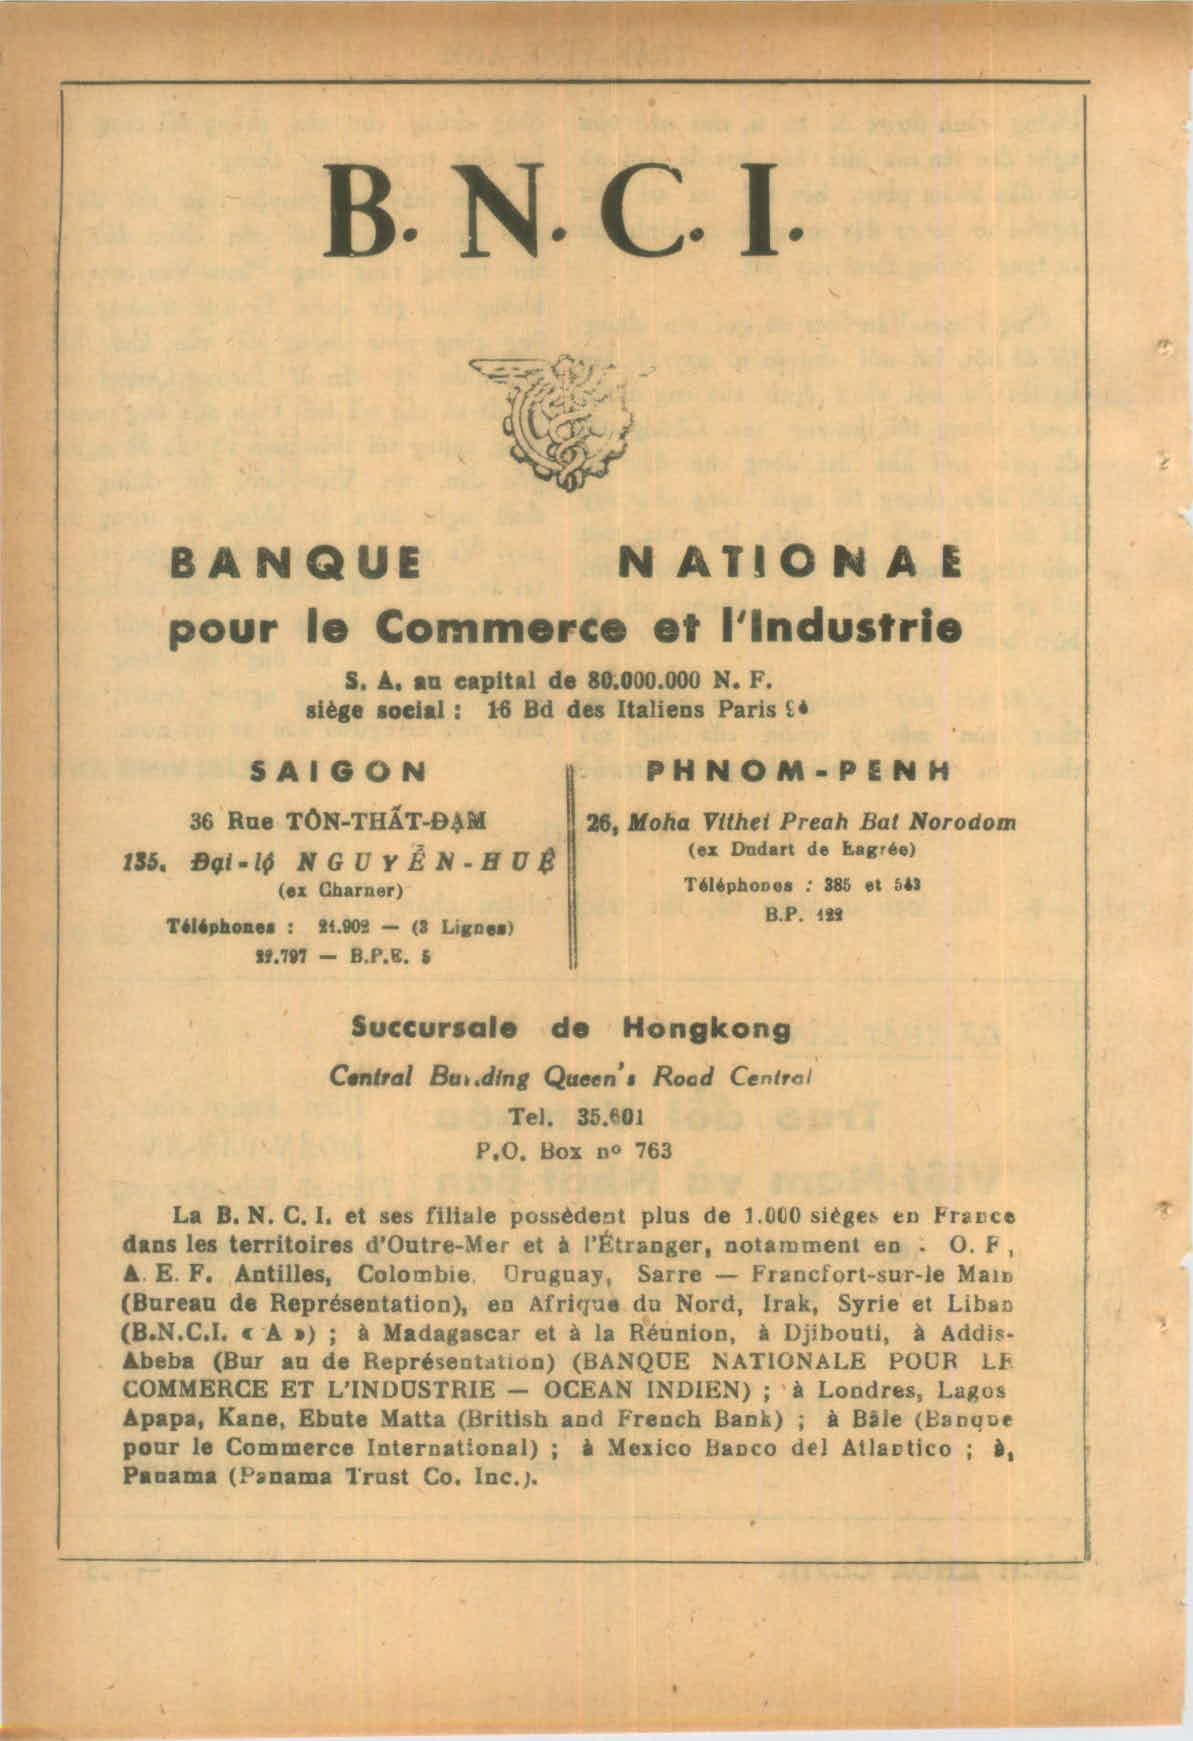 B. N. C. I.
BANQUE NATIONAE
pour le Commerce et l'Industrie
S. A. au capital de 80.000.000 N. F.
siège social : 16 Bd des Italiens Paris
SAIGON
36 Rue TÔN-THẤT-ĐẠM
135, Đại-lộ NGUYỄN-HUỆ
(ex Charner)
Téléphones : 21.902 — (3 Lignes)
22.797 — B.P.E. 5
PHNOM-PENH
26, Moha Vithei Preah Bat Norodom
(ex Dudart de Lagrée)
Téléphones : 385 et 543
B.P. 122
Succursale de Hongkong
Central Queen's Road Central
Tel. 35.601
P.O. Box nº 763
La B. N. C. I. et ses filiale possèdent plus de 1.000 sièges en France
dans les territoires d'Outre-Mer et à l'Étranger, notamment en . O. F,
A. E. F. Antilles, Colombie, Uruguay, Sarre — Francfort-sur-le Main
(Bureau de Représentation), en Afrique du Nord, Irak, Syrie et Liban
(B.N.C.I. « A ») ; à Madagascar et à la Réunion, à Djibouti, à Addis-
Abeba (Bur au de Représentation) (BANQUE NATIONALE POUR LE
COMMERCE ET L'INDUSTRIE — OCEAN INDIEN) ; à Londres, Lagos
Apapa, Kane, Ebute Matta (British and French Bank) ; à Bâle (Banque
pour le Commerce International) ; à Mexico Banco del Atlantico ; à,
Panama (Panama Trust Co. Inc.).